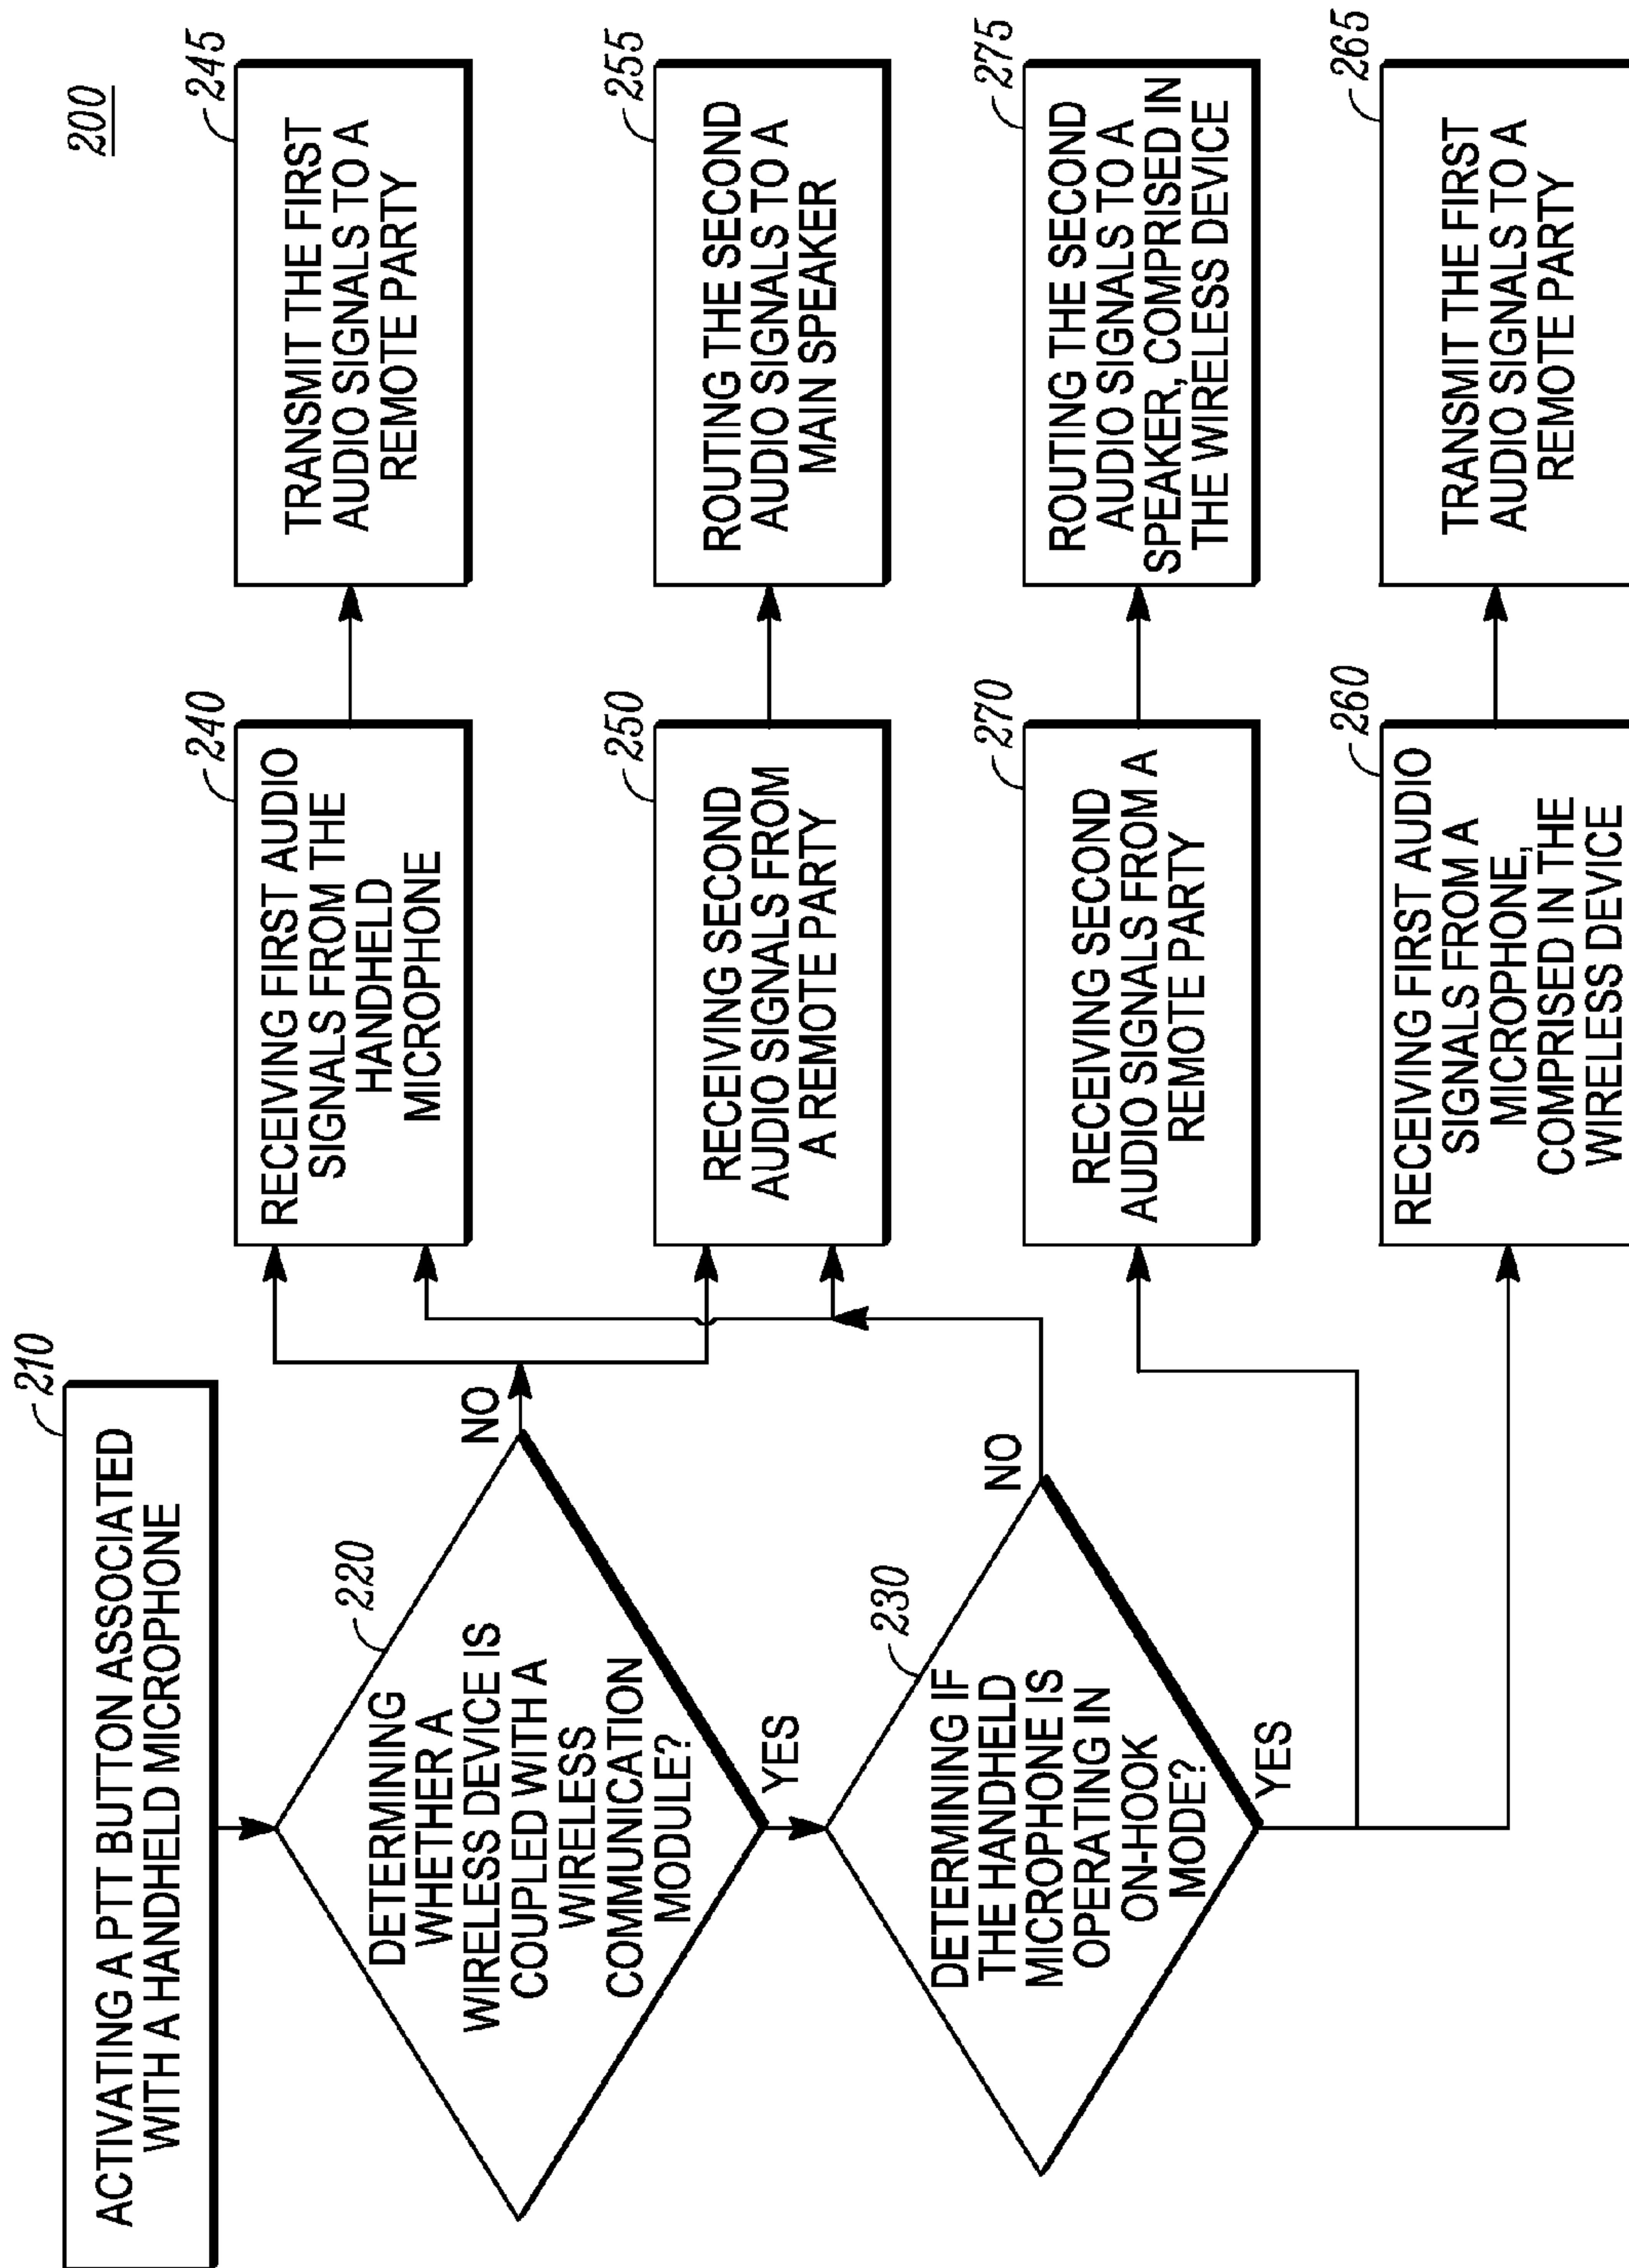 200
210
ACTIVATING A PTT BUTTON ASSOCIATED
WITH A HANDHELD MICROPHONE
220
DETERMINING
WHETHER A
WIRELESS DEVICE IS
COUPLED WITH A
WIRELESS
COMMUNICATION
MODULE?
NO
YES
230
DETERMINING IF
THE HANDHELD
MICROPHONE IS
OPERATING IN
ON-HOOK
MODE?
NO
YES
240
RECEIVING FIRST AUDIO
SIGNALS FROM THE
HANDHELD
MICROPHONE
245
TRANSMIT THE FIRST
AUDIO SIGNALS TO A
REMOTE PARTY
250
RECEIVING SECOND
AUDIO SIGNALS FROM
A REMOTE PARTY
255
ROUTING THE SECOND
AUDIO SIGNALS TO A
MAIN SPEAKER
270
RECEIVING SECOND
AUDIO SIGNALS FROM A
REMOTE PARTY
275
ROUTING THE SECOND
AUDIO SIGNALS TO A
SPEAKER, COMPRISED IN
THE WIRELESS DEVICE
260
RECEIVING FIRST AUDIO
SIGNALS FROM A
MICROPHONE,
COMPRISED IN THE
WIRELESS DEVICE
265
TRANSMIT THE FIRST
AUDIO SIGNALS TO A
REMOTE PARTY